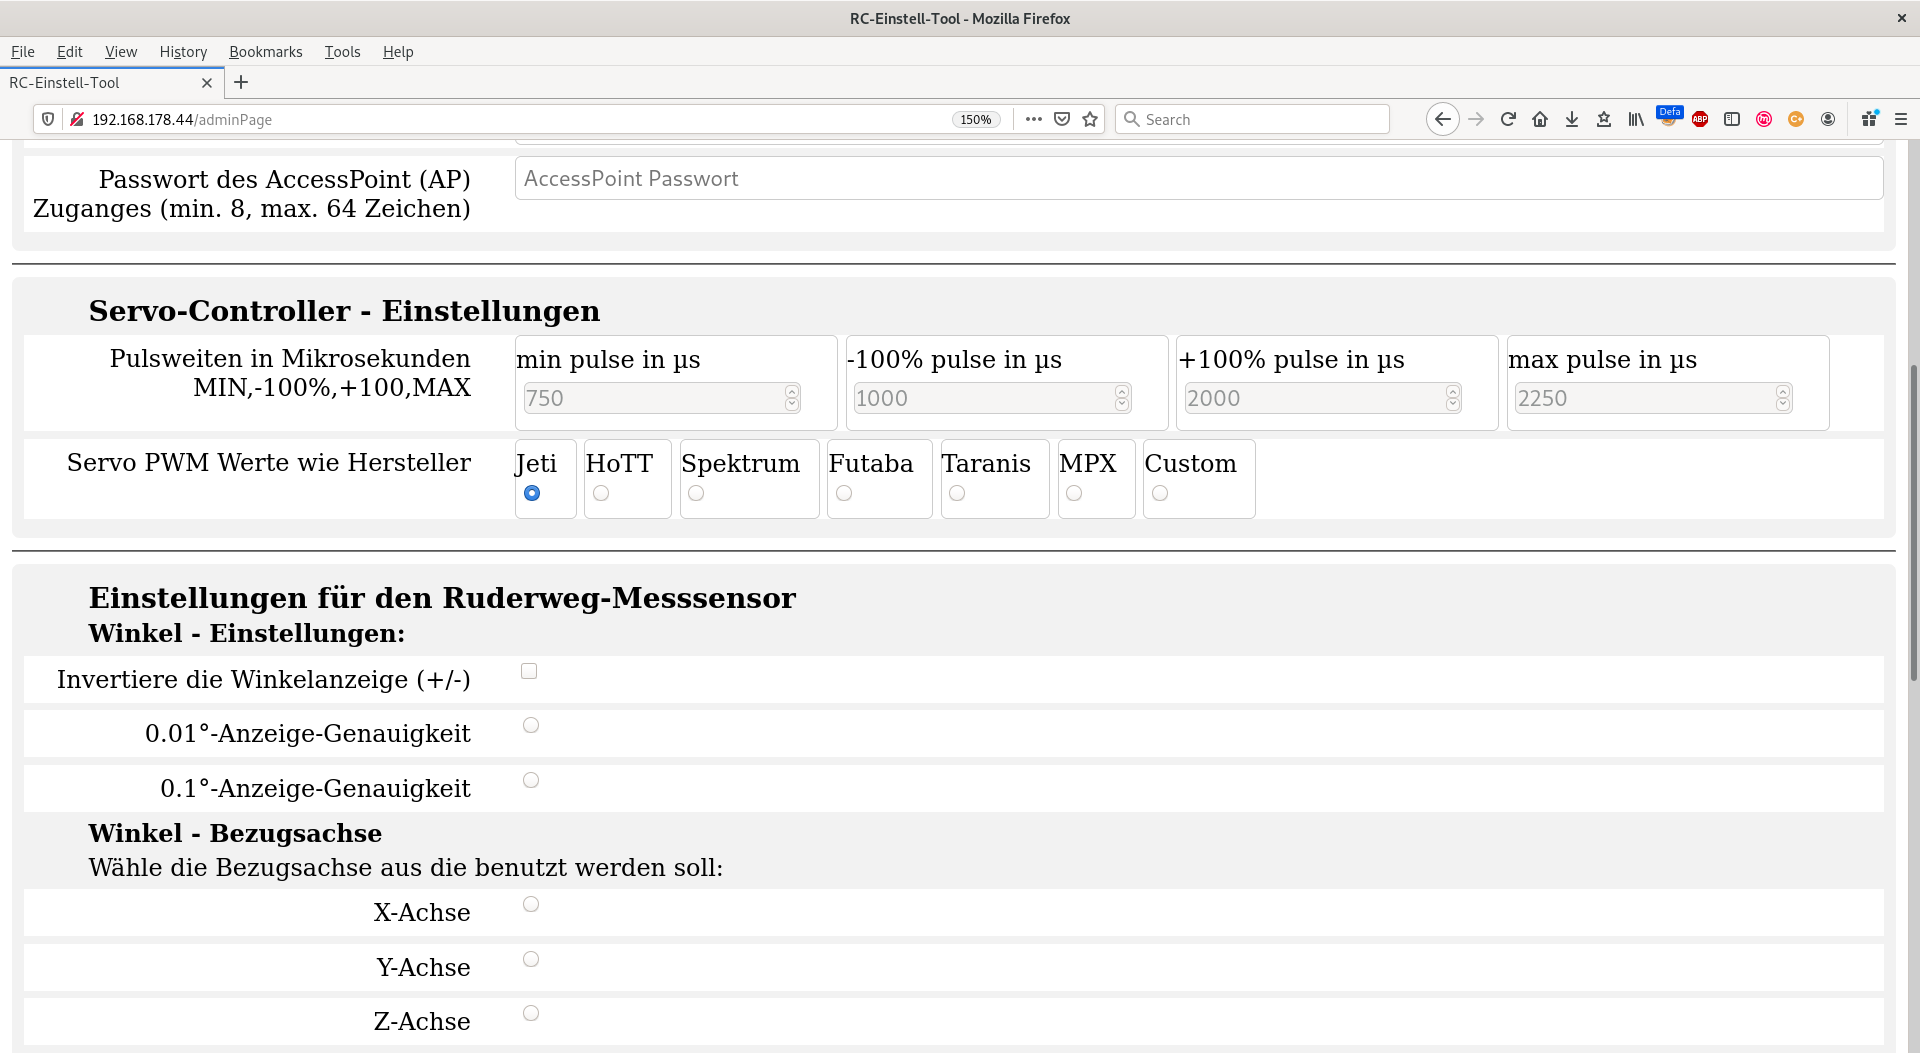 RC-Einstell-Tool - Mozilla Firefox
File Edit View History Bookmarks Tools Help
RC-Einstell-Tool
192.168.178.44/adminPage 150% Search Defa ABP
Passwort des AccessPoint (AP) AccessPoint Passwort
Zuganges (min. 8, max. 64 Zeichen)
Servo-Controller - Einstellungen
Pulsweiten in Mikrosekunden min pulse in µs -100% pulse in µs +100% pulse in µs max pulse in µs
MIN,-100%,+100,MAX 750 1000 2000 2250
Servo PWM Werte wie Hersteller Jeti HoTT Spektrum Futaba Taranis MPX Custom
Einstellungen für den Ruderweg-Messsensor
Winkel - Einstellungen:
Invertiere die Winkelanzeige (+/-)
0.01°-Anzeige-Genauigkeit
0.1°-Anzeige-Genauigkeit
Winkel - Bezugsachse
Wähle die Bezugsachse aus die benutzt werden soll:
X-Achse
Y-Achse
Z-Achse